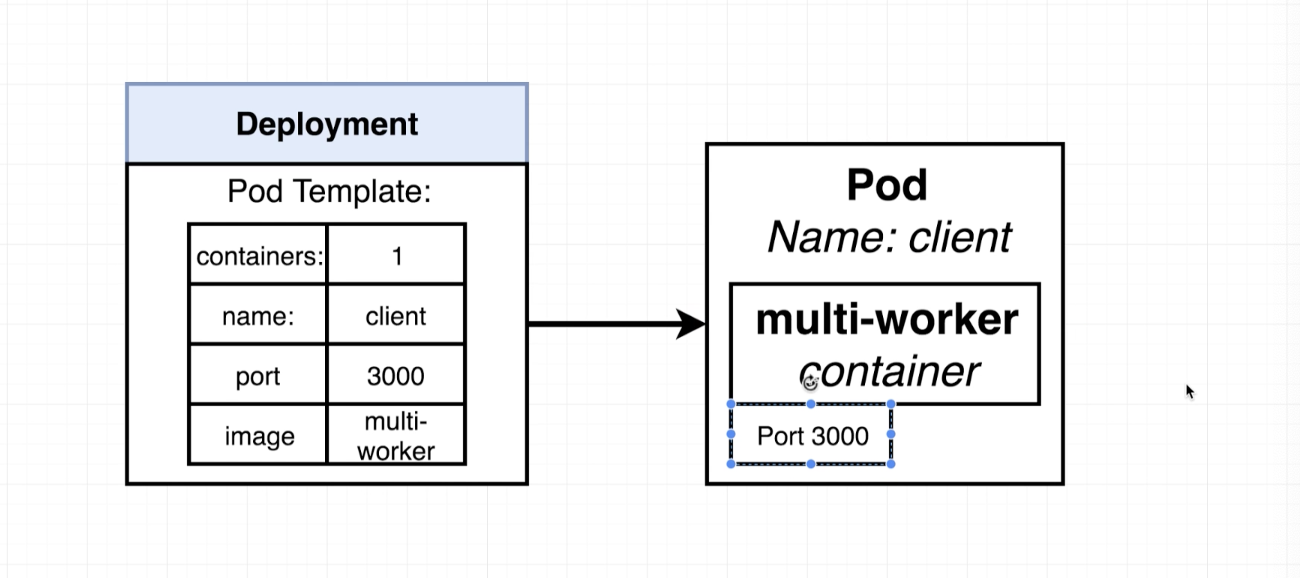 Deployment
Pod Template:
containers: 1
name: client
port 3000
image multi-
worker
Pod
Name: client
multi-worker
container
Port 3000